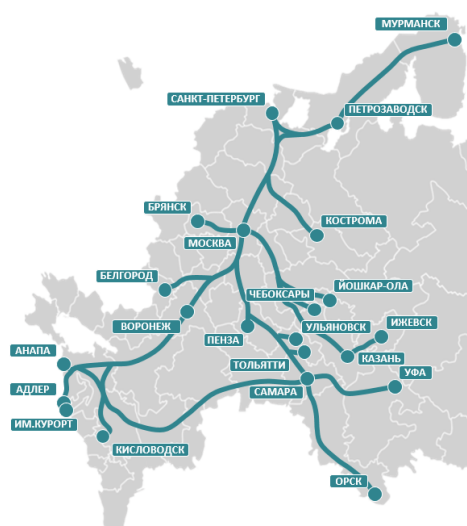 МУРМАНСК
САНКТ-ПЕТЕРБУРГ
ПЕТРОЗАВОДСК
БРЯНСК
КОСТРОМА
МОСКВА
БЕЛГОРОД
ЙОШКАР-ОЛА
ЧЕБОКСАРЫ
ВОРОНЕЖ
УЛЬЯНОВСК
ИЖЕВСК
ПЕНЗА
АНАПА
КАЗАНЬ
ТОЛЬЯТТИ
УФА
АДЛЕР
САМАРА
ИМ.КУРОРТ
КИСЛОВОДСК
ОРСК